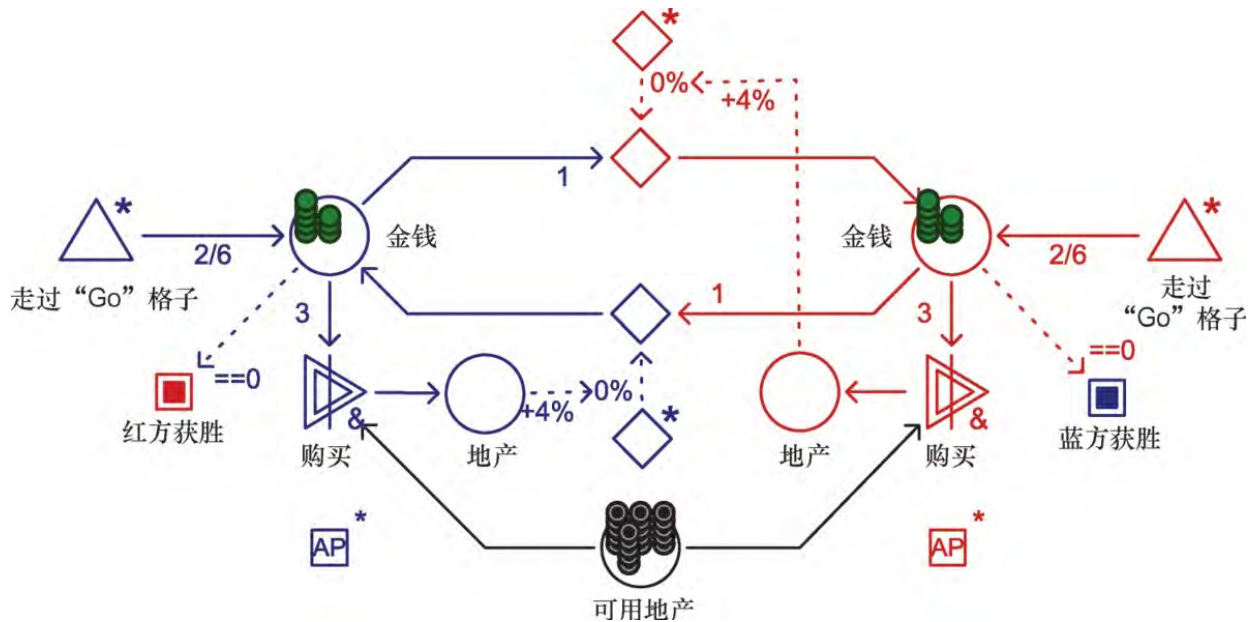 *
0%
+4%
1
*
金钱
金钱
*
2/6
2/6
走过“Go”格子
走过
“Go”格子
3
1
3
==0
==0
+4%
0%
*
&
&
红方获胜
购买
地产
地产
购买
蓝方获胜
AP
*
AP
*
可用地产